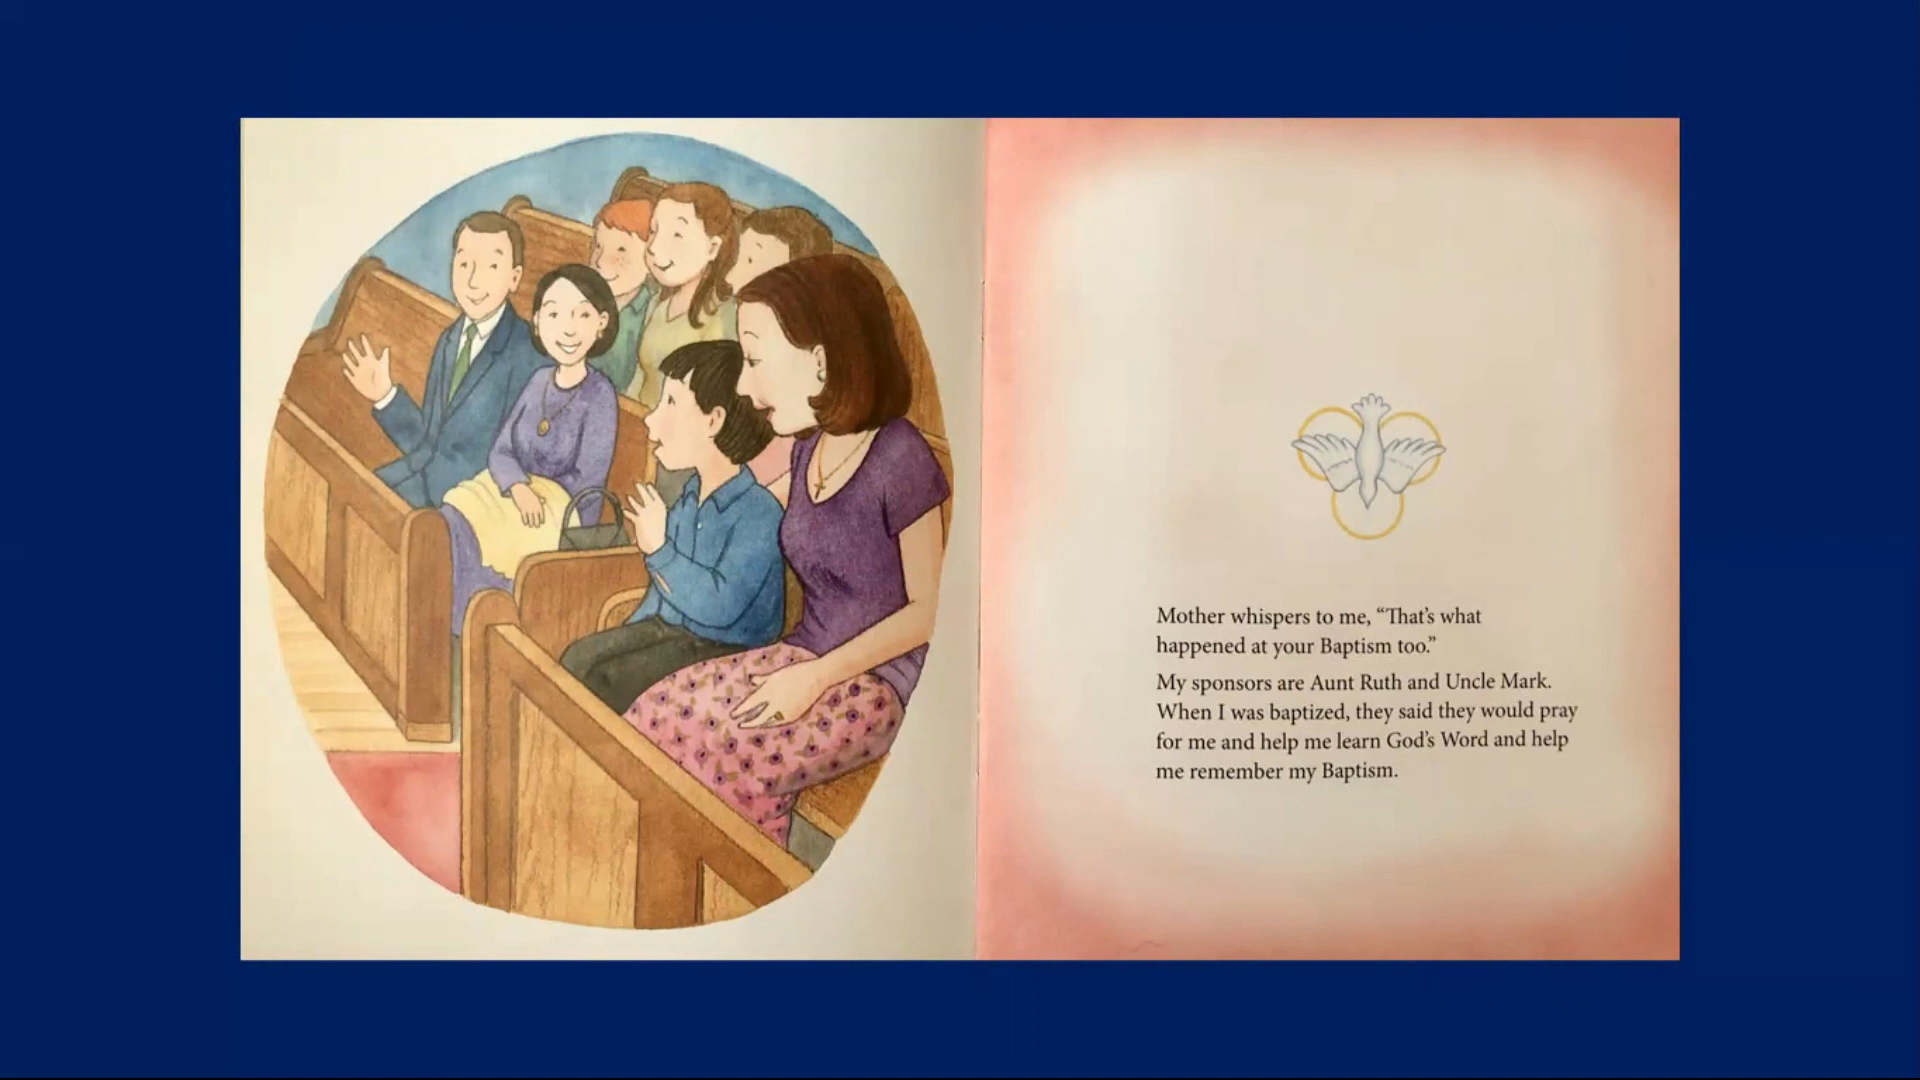 Mother whispers to me, “That’s what
happened at your Baptism too.”
My sponsors are Aunt Ruth and Uncle Mark.
When I was baptized, they said they would pray
for me and help me learn God’s Word and help
me remember my Baptism.